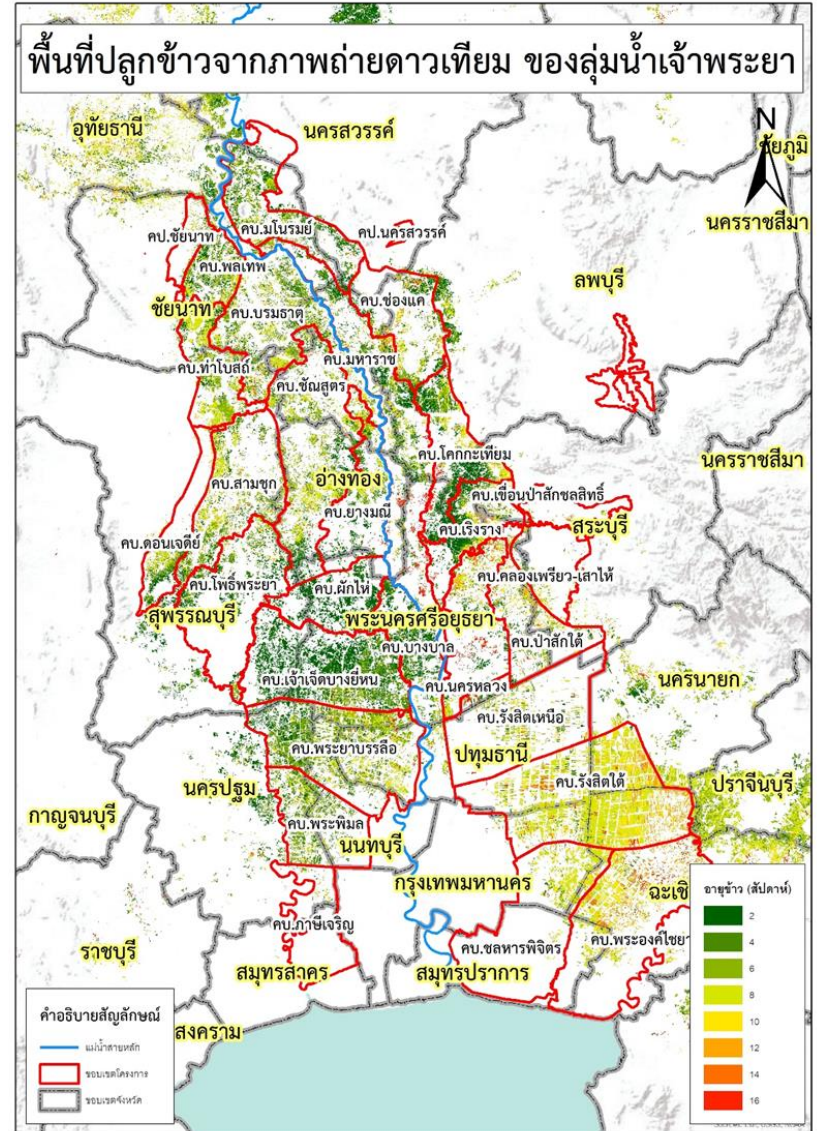 พื้นที่ปลูกข้าวจากภาพถ่ายดาวเทียม ของลุ่มน้ำเจ้าพระยา
อุทัยธานี
นครสวรรค์
N
ชัยภูมิ
นครราชสีมา
คป.ชัยนาท
คบ.มโนรมย์
คป.นครสวรรค์
คบ.พลเทพ
ลพบุรี
ชัยนาท
คบ.บรมธาตุ
คบ.ช่องแค
คบ.มหาราช
คบ.ท่าโบสถ์
คบ.ชัณสูตร
คบ.โคกกะเทียม
นครราชสีมา
คบ.สามชุก
อ่างทอง
คบ.เขื่อนป่าสักชลสิทธิ์
คบ.ยางมณี
คบ.เริงราง
สระบุรี
คบ.ดอนเจดีย์
คบ.โพธิ์พระยา
คบ.ผักไห่
คบ.คลองเพรียว-เสาไห้
สุพรรณบุรี
พระนครศรีอยุธยา
คบ.บางบาล
คบ.ป่าสักใต้
คบ.เจ้าเจ็ดบางยี่หน
คบ.นครหลวง
นครนายก
คบ.รังสิตเหนือ
คบ.พระยาบรรลือ
ปทุมธานี
นครปฐม
คบ.รังสิตใต้
ปราจีนบุรี
กาญจนบุรี
คบ.พระพิมล
นนทบุรี
กรุงเทพมหานคร
ฉะเชิ
คบ.ภาษีเจริญ
คบ.ชลหารพิจิตร
คบ.พระองค์ไชยา
ราชบุรี
สมุทรสาคร
สมุทรปราการ
สงคราม
คำอธิบายสัญลักษณ์
แม่น้ำสายหลัก
ขอบเขตโครงการ
ขอบเขตจังหวัด
อายุข้าว (สัปดาห์)
2
4
6
8
10
12
14
16